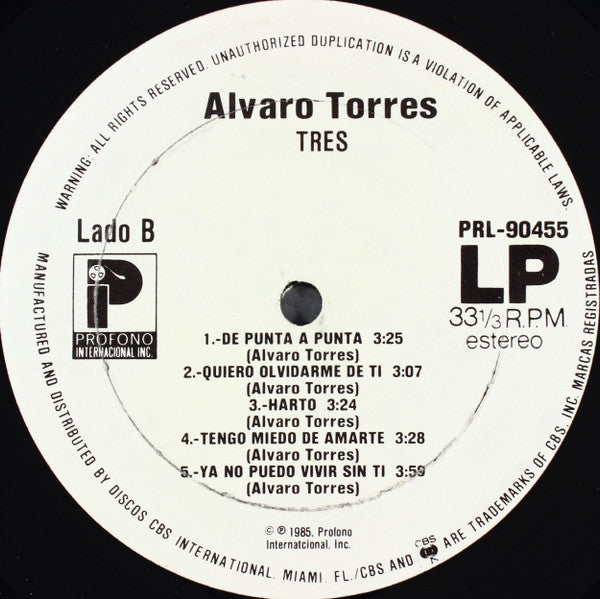 WARNING: ALL RIGHTS RESERVED. UNAUTHORIZED DUPLICATION IS A VIOLATION OF APPLICABLE LAWS.
Alvaro Torres
TRES
Lado B
PROFONO
INTERNACIONAL INC.
PRL-90455
LP
33 1/3 R.P.M.
estereo
1.-DE PUNTA A PUNTA 3:25
(Alvaro Torres)
2.-QUIERO OLVIDARME DE TI 3:07
(Alvaro Torres)
3.-HARTO 3:24
(Alvaro Torres)
4.-TENGO MIEDO DE AMARTE 3:28
(Alvaro Torres)
5.-YA NO PUEDO VIVIR SIN TI 3:59
(Alvaro Torres)
© ℗ 1985. Profono
Internatcional, Inc.
MANUFACTURED AND DISTRIBUTED BY DISCOS CBS INTERNATIONAL. MIAMI. FL./CBS AND CBS ARE TRADEMARKS OF CBS. INC. MARCAS REGISTRADAS